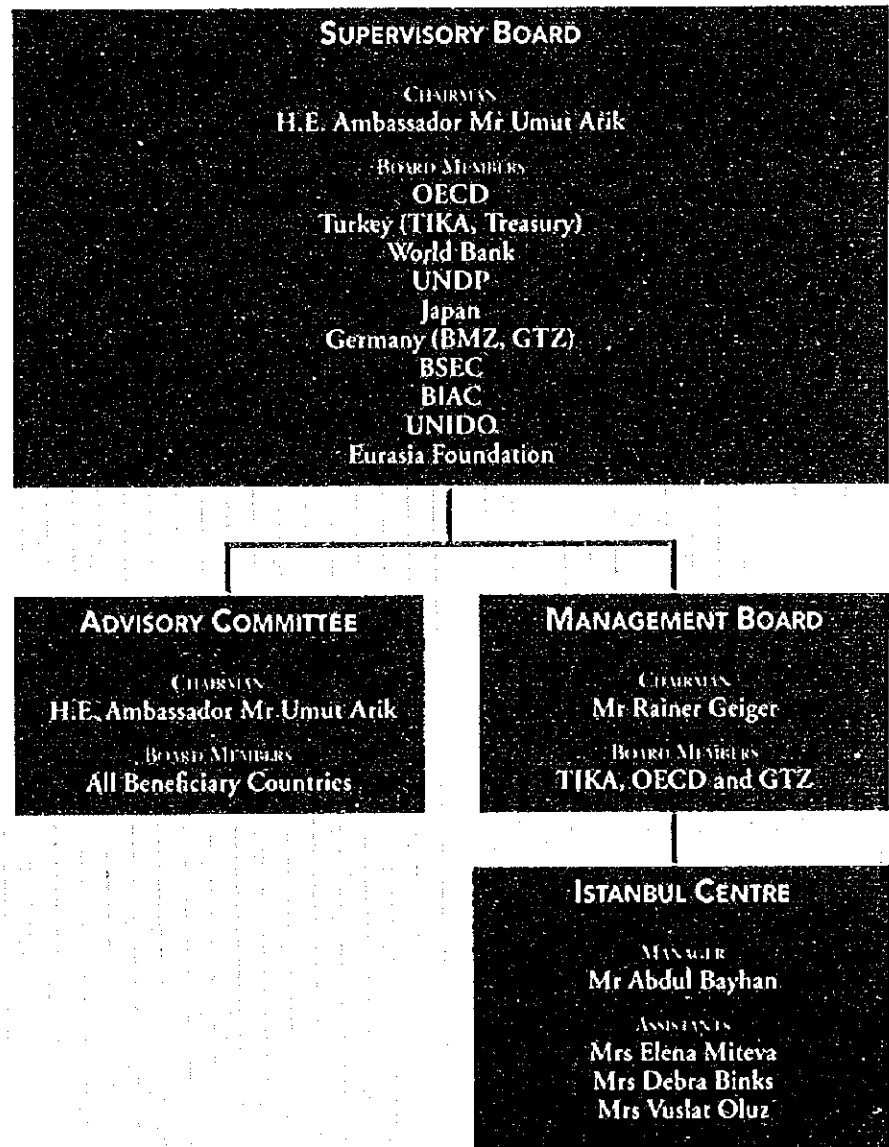 SUPERVISORY BOARD
CHAIRMAN
H.E. Ambassador Mr Umut Arik
BOARD MEMBERS
OECD
Turkey (TIKA, Treasury)
World Bank
UNDP
Japan
Germany (BMZ, GTZ)
BSEC
BIAC
UNIDO
Eurasia Foundation
ADVISORY COMMITTEE
CHAIRMAN
H.E. Ambassador Mr Umut Arik
BOARD MEMBERS
All Beneficiary Countries
MANAGEMENT BOARD
CHAIRMAN
Mr Rainer Geiger
BOARD MEMBERS
TIKA, OECD and GTZ
ISTANBUL CENTRE
MANAGER
Mr Abdul Bayhan
ASSISTANTS
Mrs Elena Miteva
Mrs Debra Binks
Mrs Vuslat Oluz